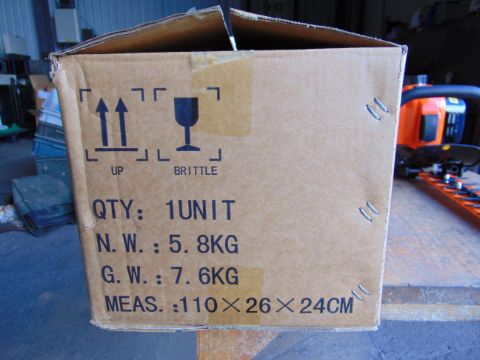 UP BRITTLE
QTY: 1UNIT
N.W.: 5.8KG
G.W.: 7.6KG
MEAS.: 110×26×24CM